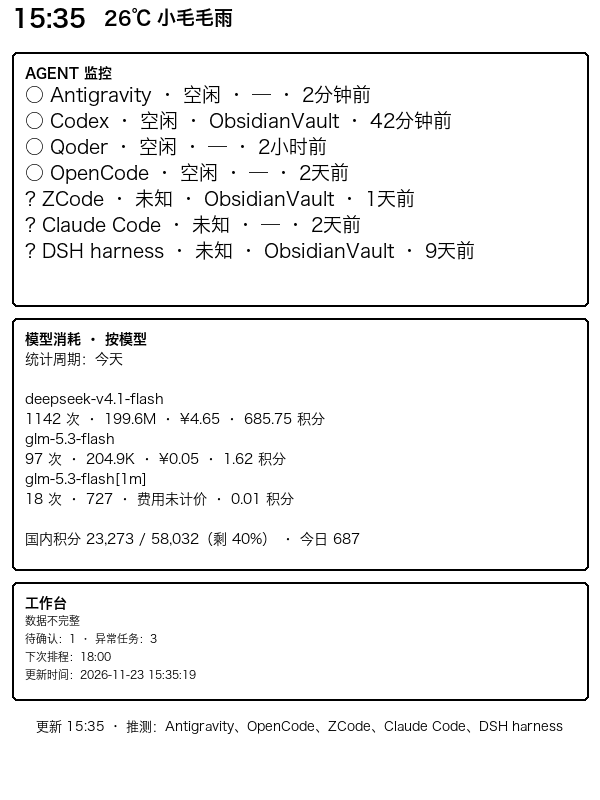 15:35 26℃ 小毛毛雨
AGENT 监控
○ Antigravity · 空闲 · — · 2分钟前
○ Codex · 空闲 · ObsidianVault · 42分钟前
○ Qoder · 空闲 · — · 2小时前
○ OpenCode · 空闲 · — · 2天前
? ZCode · 未知 · ObsidianVault · 1天前
? Claude Code · 未知 · — · 2天前
? DSH harness · 未知 · ObsidianVault · 9天前
模型消耗 · 按模型
统计周期：今天
deepseek-v4.1-flash
1142 次 · 199.6M · ¥4.65 · 685.75 积分
glm-5.3-flash
97 次 · 204.9K · ¥0.05 · 1.62 积分
glm-5.3-flash[1m]
18 次 · 727 · 费用未计价 · 0.01 积分
国内积分 23,273 / 58,032（剩 40%） · 今日 687
工作台
数据不完整
待确认：1 · 异常任务：3
下次排程：18:00
更新时间：2026-11-23 15:35:19
更新 15:35 · 推测：Antigravity、OpenCode、ZCode、Claude Code、DSH harness